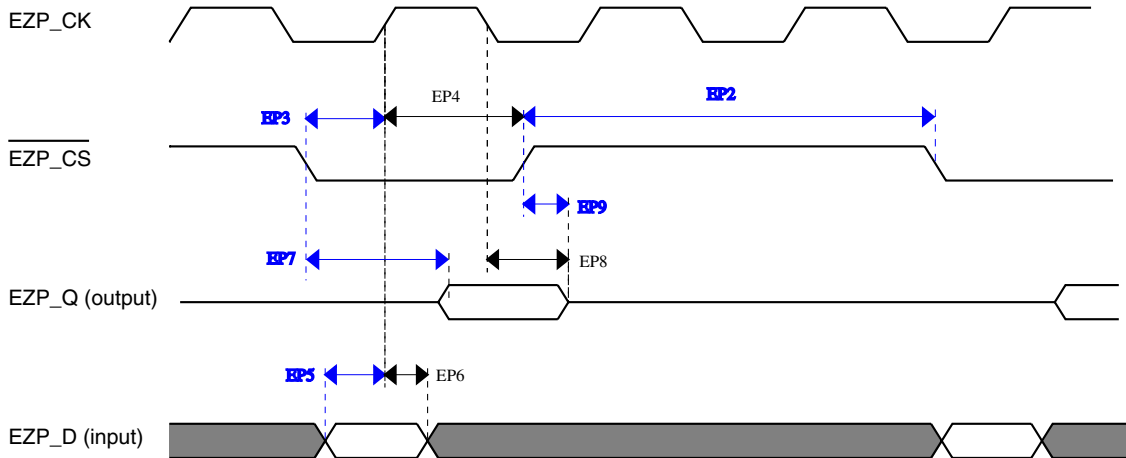 EZP_CK
EP4
EP2
EP3
EZP_CS
EP9
EP7
EP8
EZP_Q (output)
EP5
EP6
EZP_D (input)